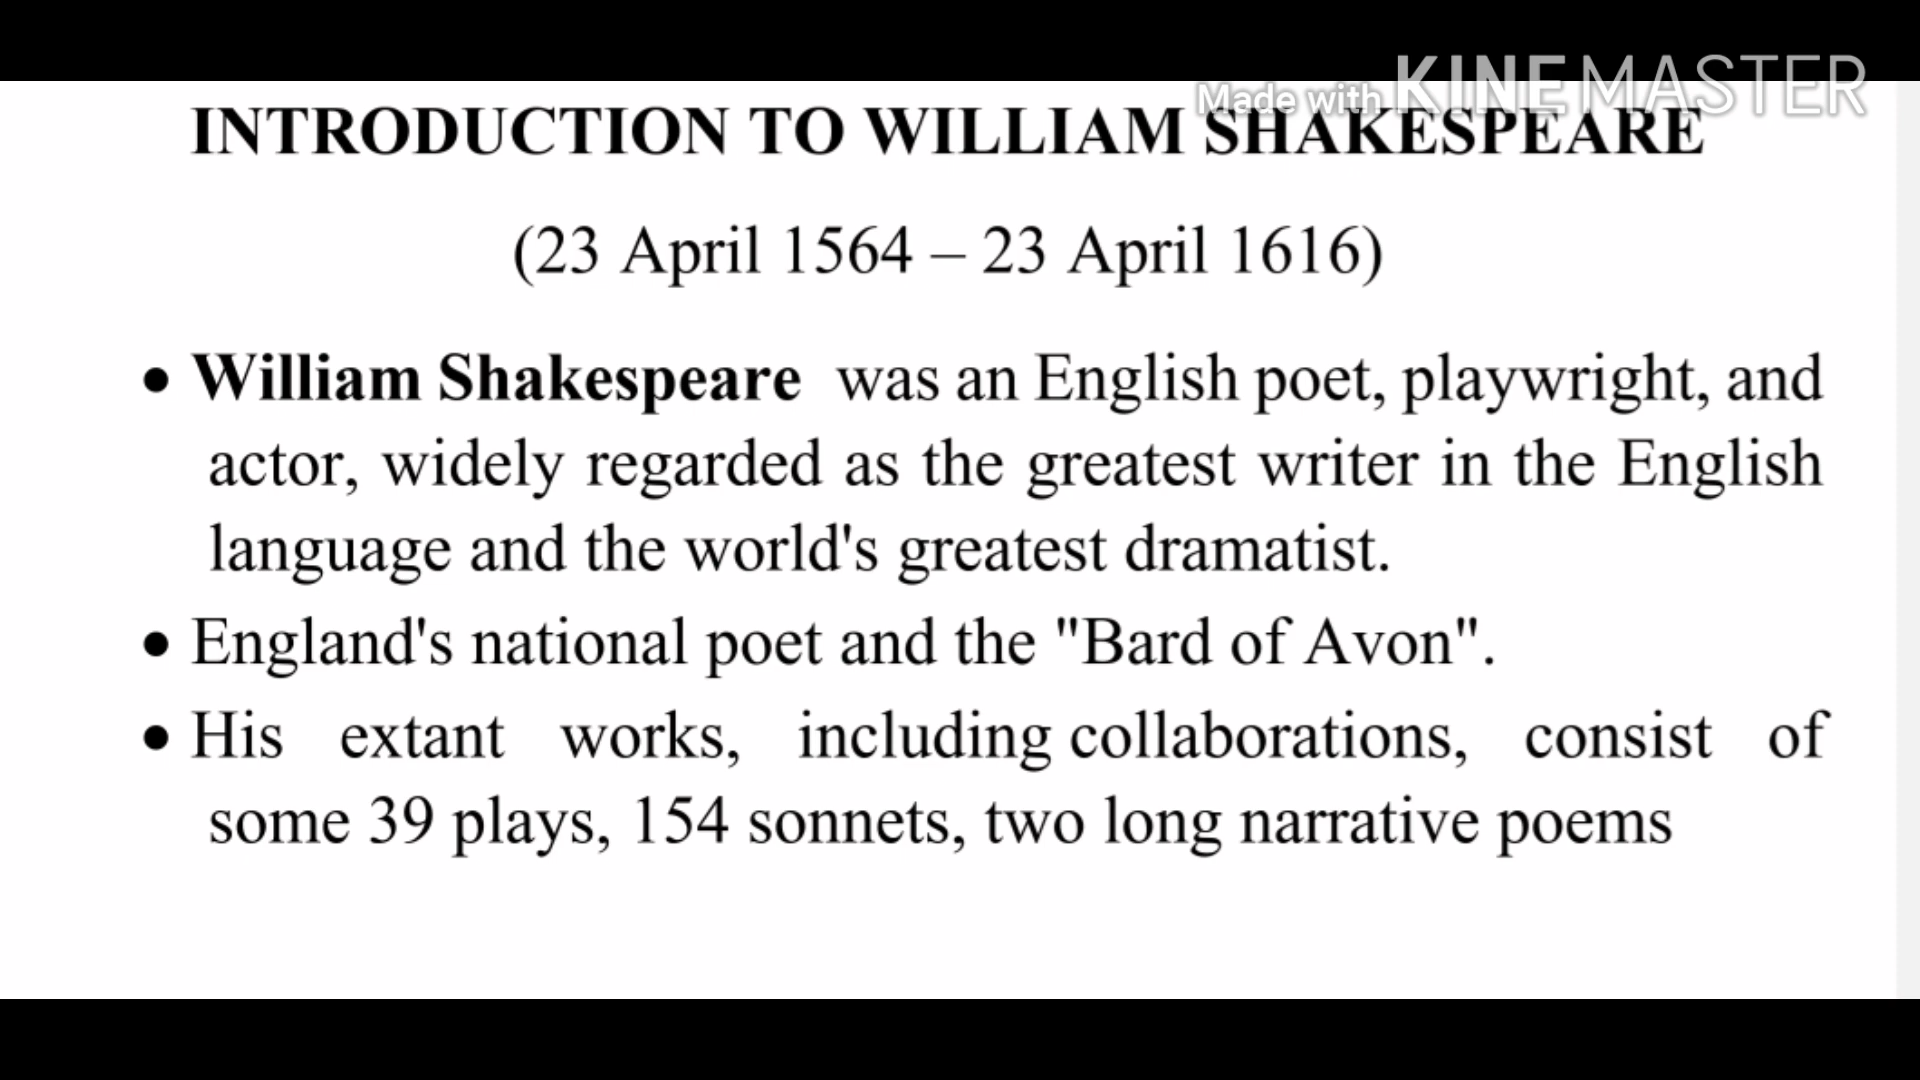 Made with KINEMASTER
INTRODUCTION TO WILLIAM SHAKESPEARE
(23 April 1564 – 23 April 1616)
• William Shakespeare was an English poet, playwright, and
actor, widely regarded as the greatest writer in the English
language and the world's greatest dramatist.
• England's national poet and the "Bard of Avon".
• His extant works, including collaborations, consist of
some 39 plays, 154 sonnets, two long narrative poems